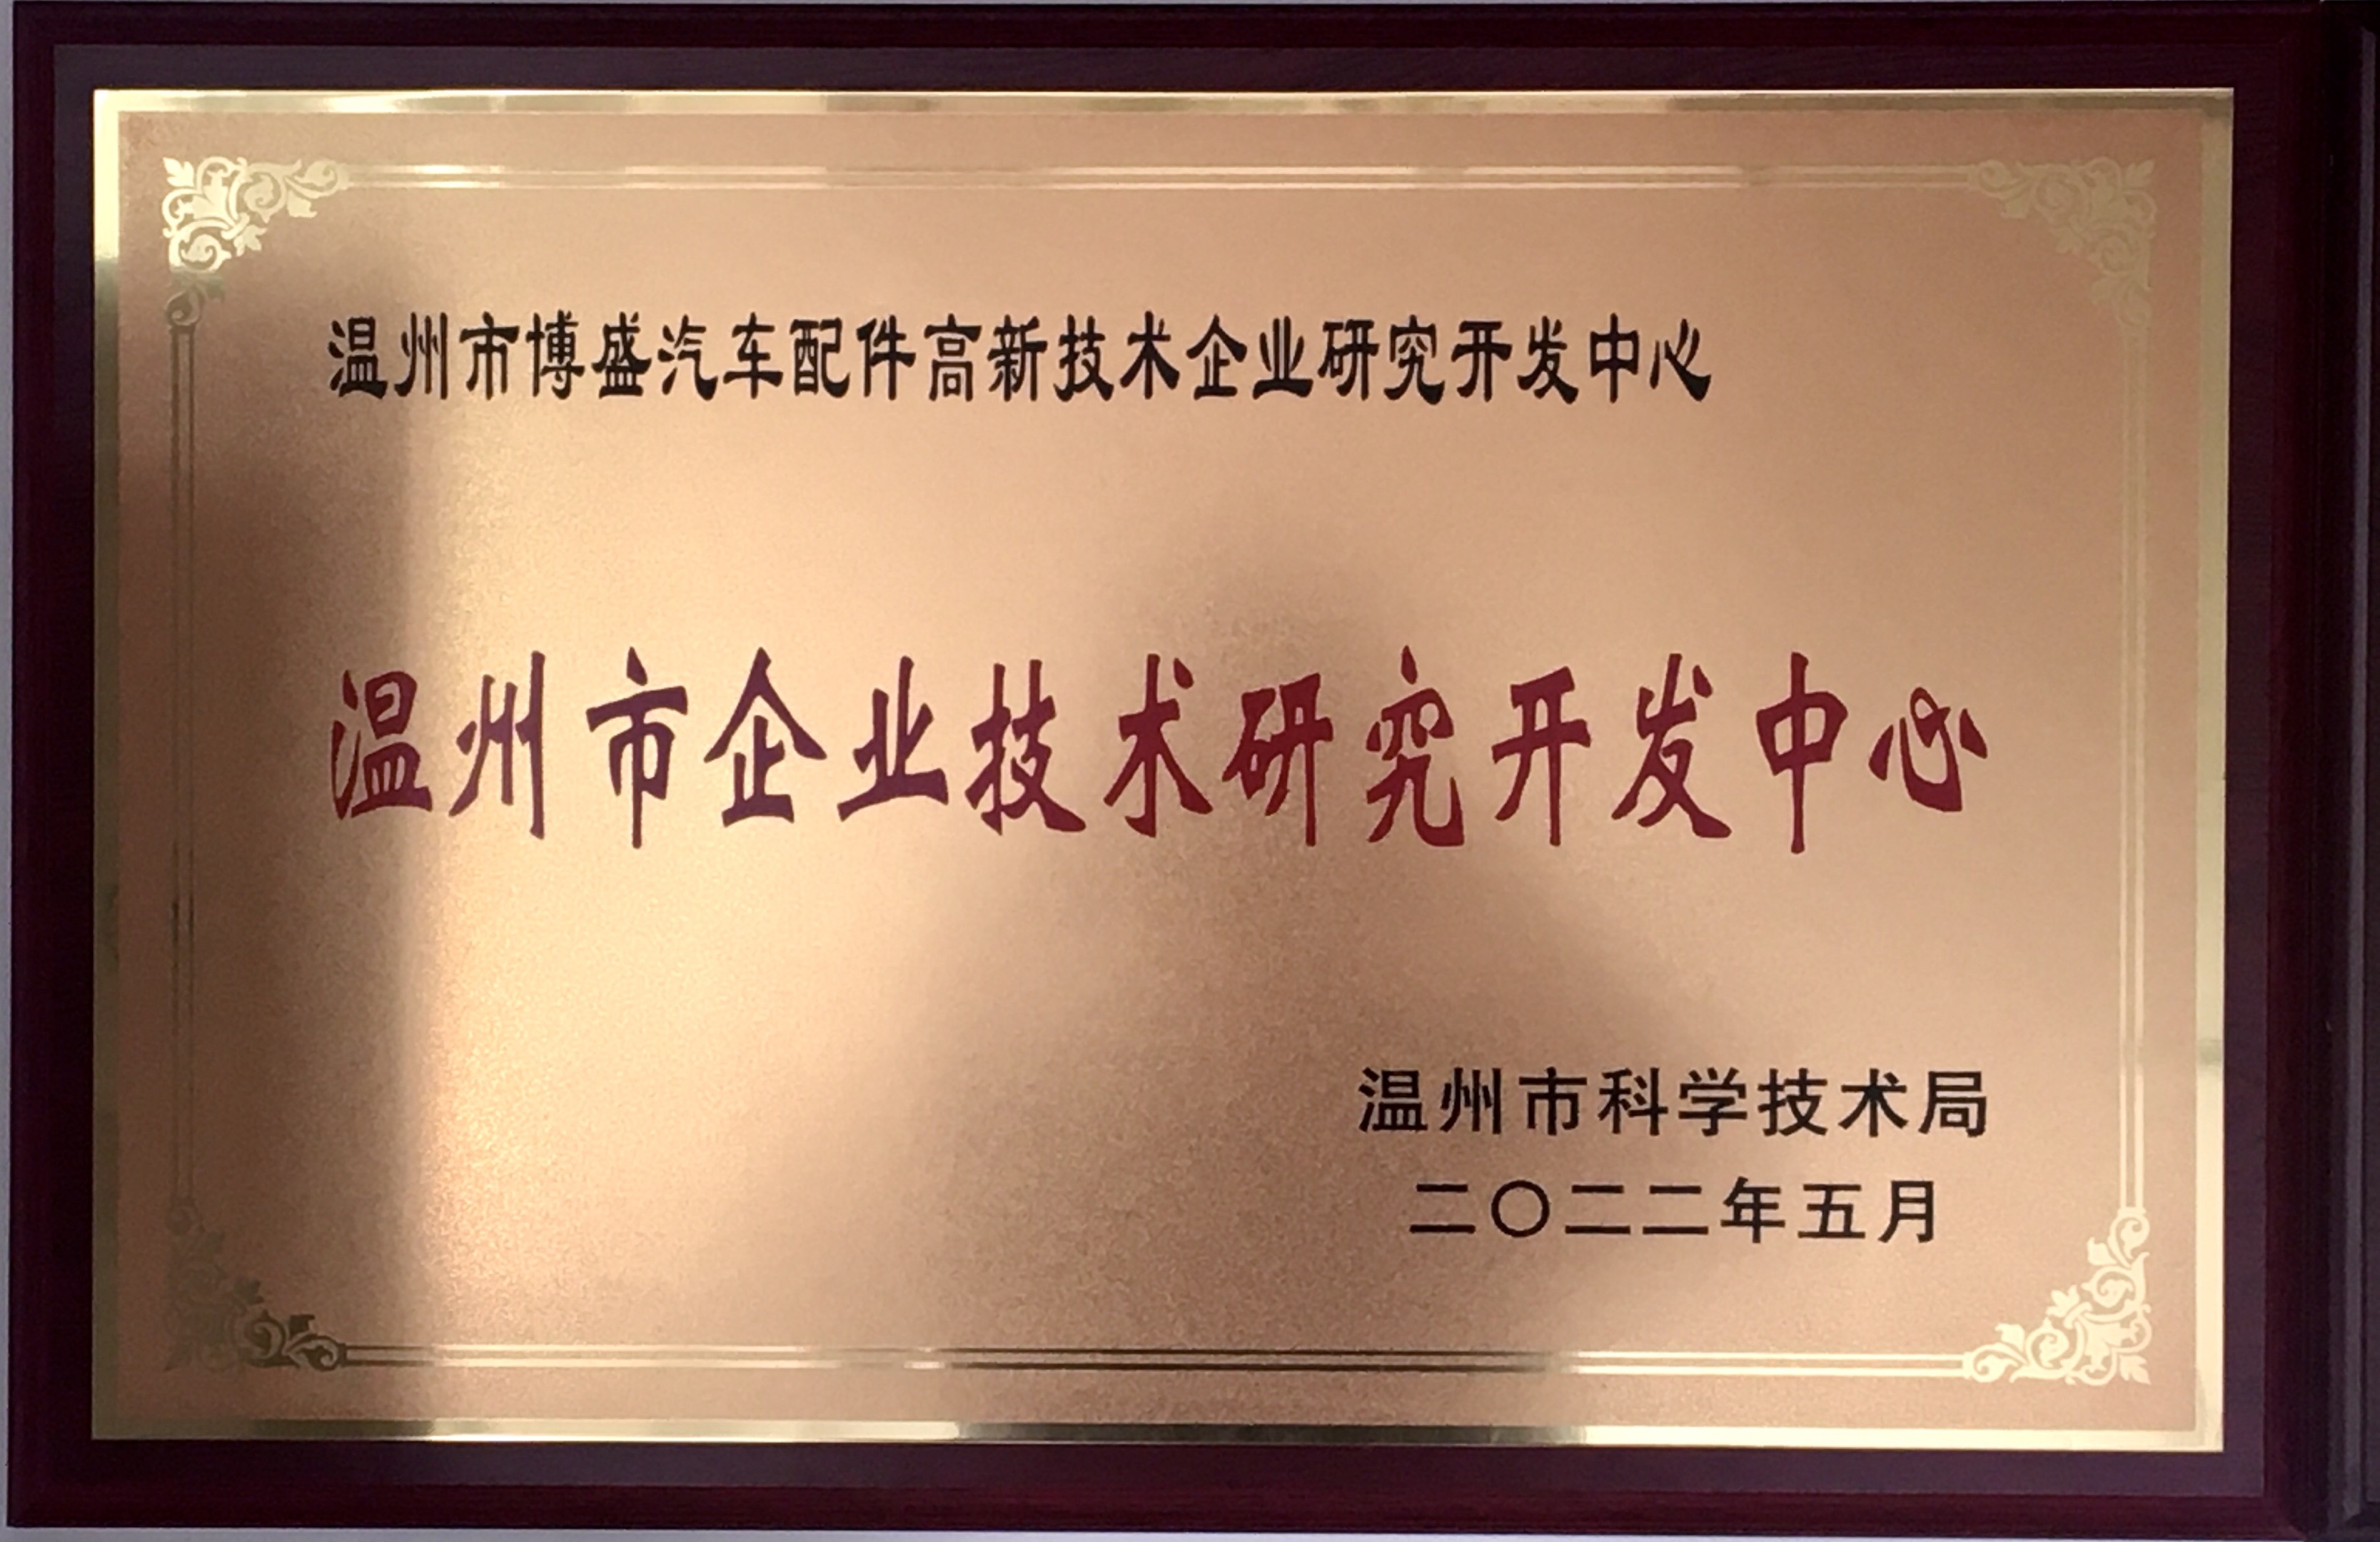 温州市博盛汽车配件高新技术企业研究开发中心
温州市企业技术研究开发中心
温州市科学技术局
二〇二二年五月